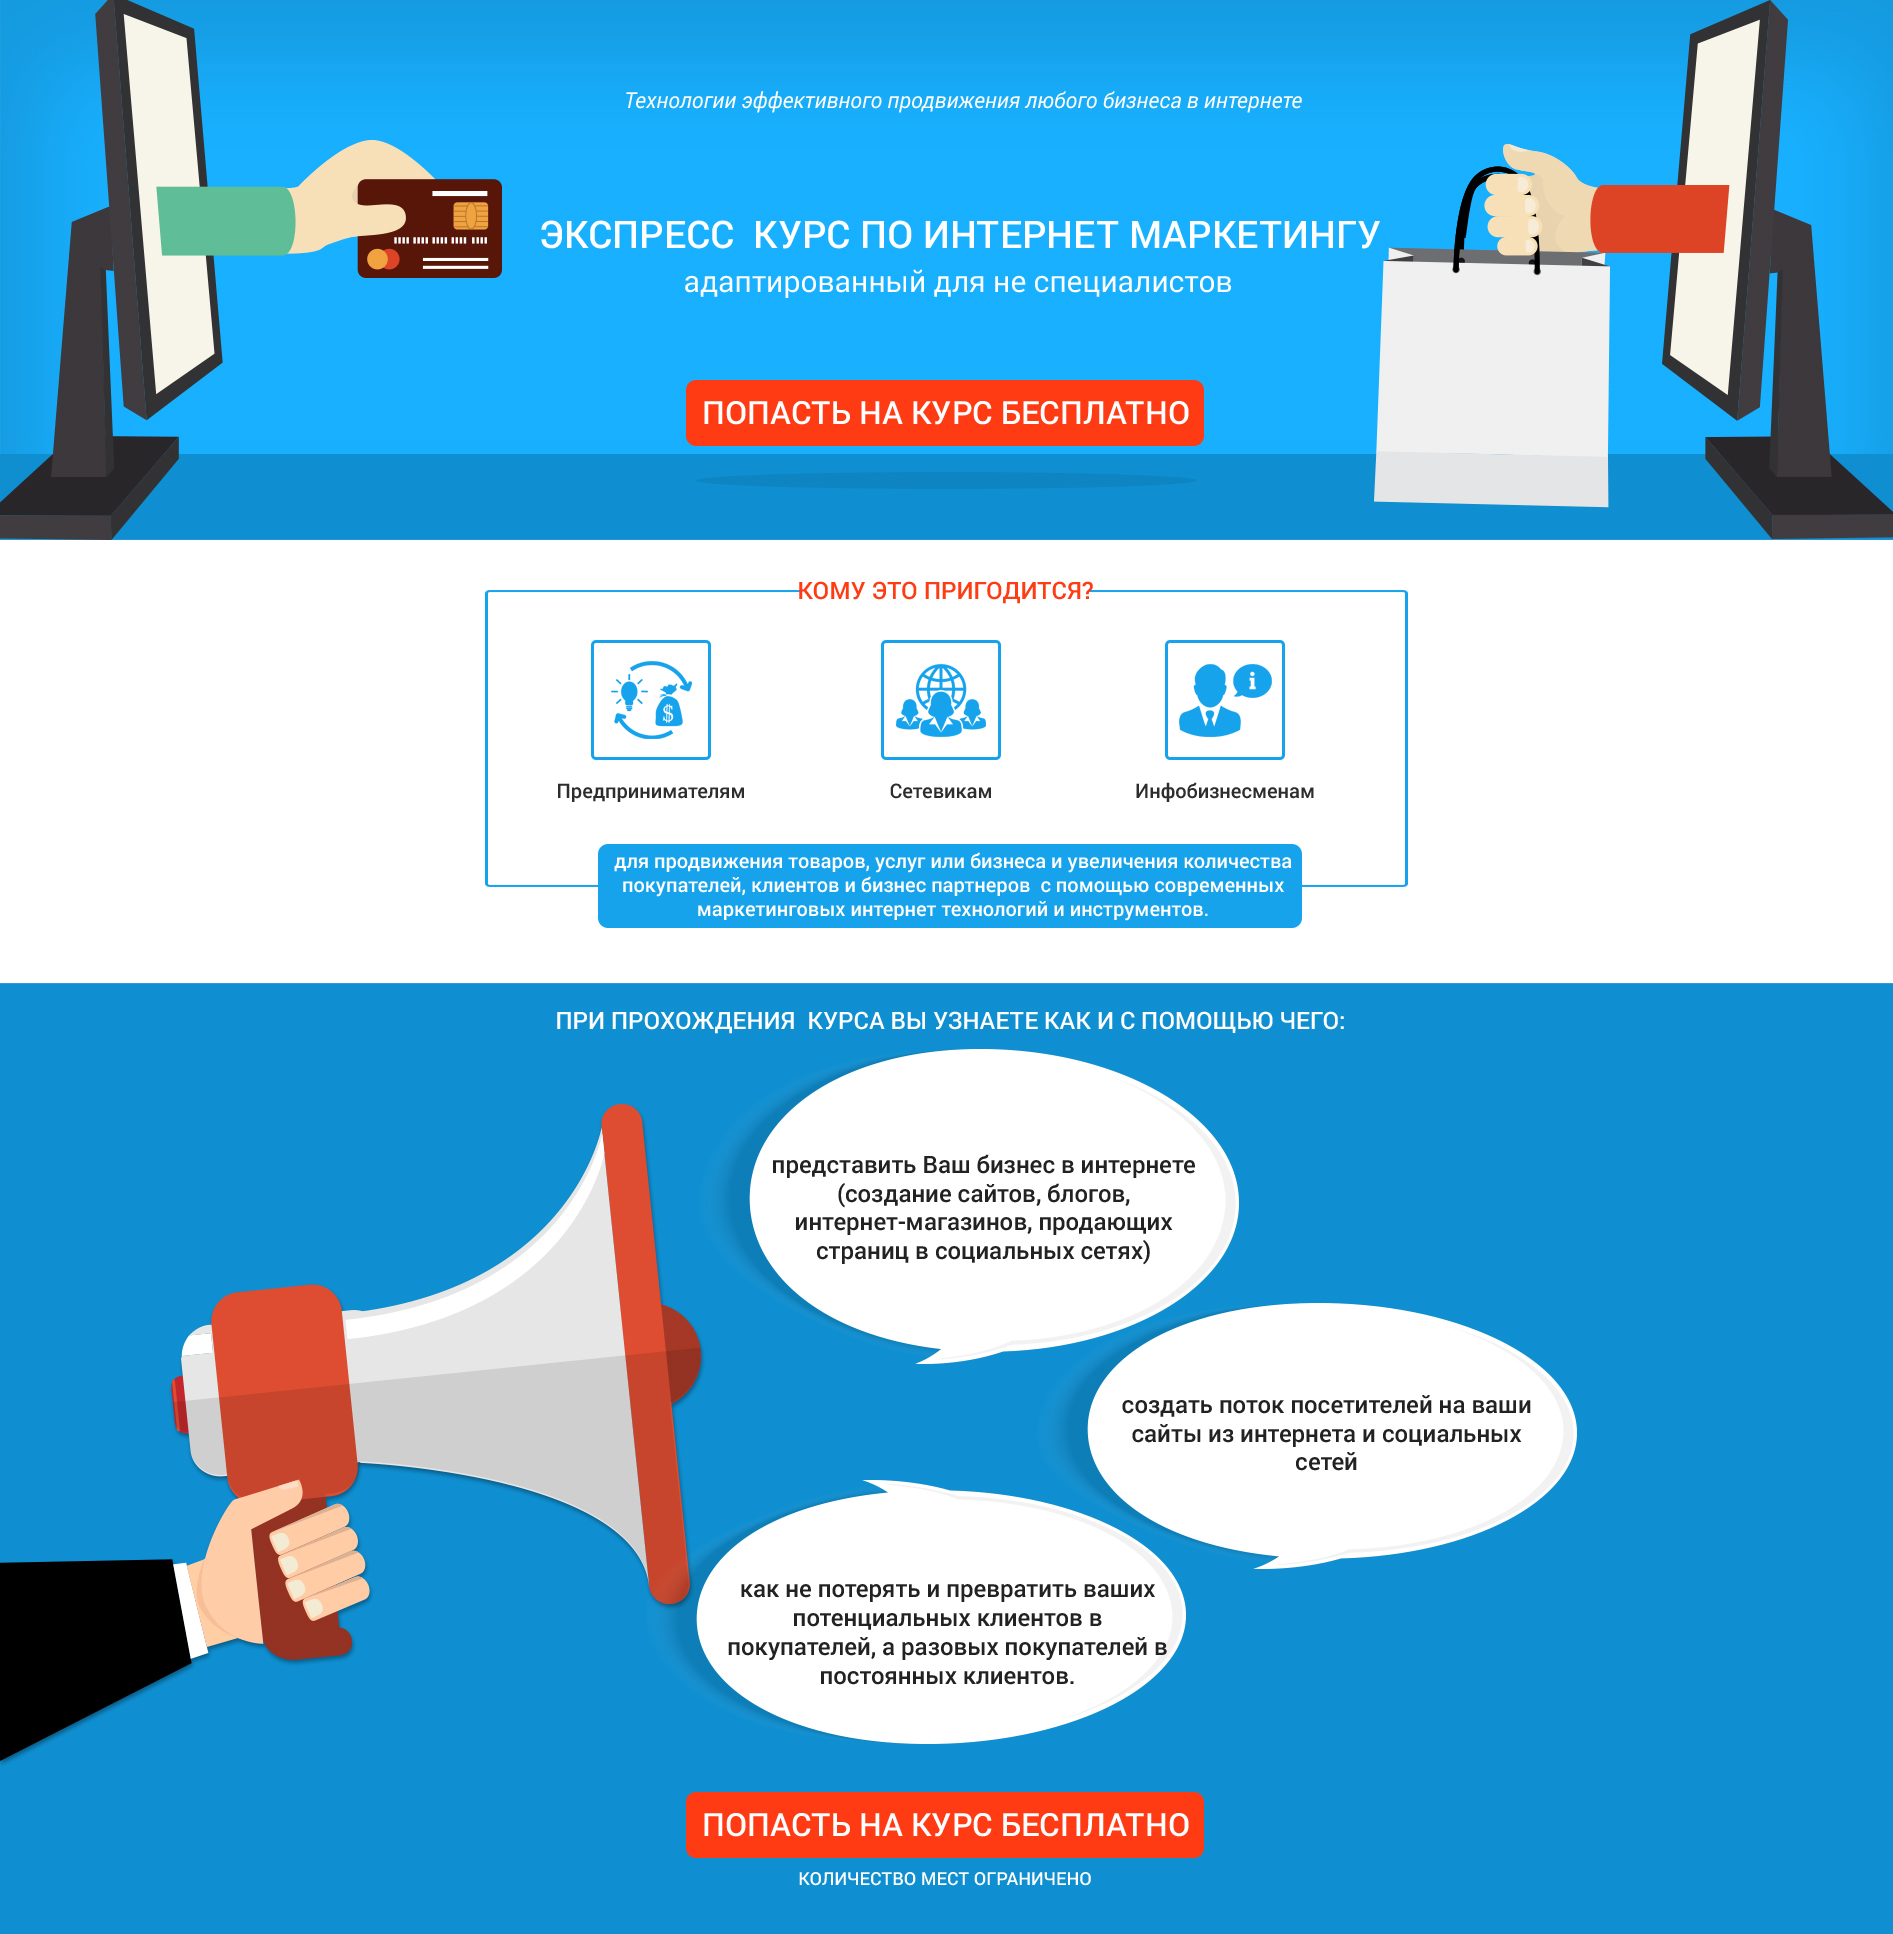 Технологии эффективного продвижения любого бизнеса в интернете
ЭКСПРЕСС КУРС ПО ИНТЕРНЕТ МАРКЕТИНГУ
адаптированный для не специалистов
ПОПАСТЬ НА КУРС БЕСПЛАТНО
КОМУ ЭТО ПРИГОДИТСЯ?
$
i
Предпринимателям
Сетевикам
Инфобизнесменам
для продвижения товаров, услуг или бизнеса и увеличения количества
покупателей, клиентов и бизнес партнеров с помощью современных
маркетинговых интернет технологий и инструментов.
ПРИ ПРОХОЖДЕНИЯ КУРСА ВЫ УЗНАЕТЕ КАК И С ПОМОЩЬЮ ЧЕГО:
представить Ваш бизнес в интернете
(создание сайтов, блогов,
интернет-магазинов, продающих
страниц в социальных сетях)
создать поток посетителей на ваши
сайты из интернета и социальных
сетей
как не потерять и превратить ваших
потенциальных клиентов в
покупателей, а разовых покупателей в
постоянных клиентов.
ПОПАСТЬ НА КУРС БЕСПЛАТНО
КОЛИЧЕСТВО МЕСТ ОГРАНИЧЕНО